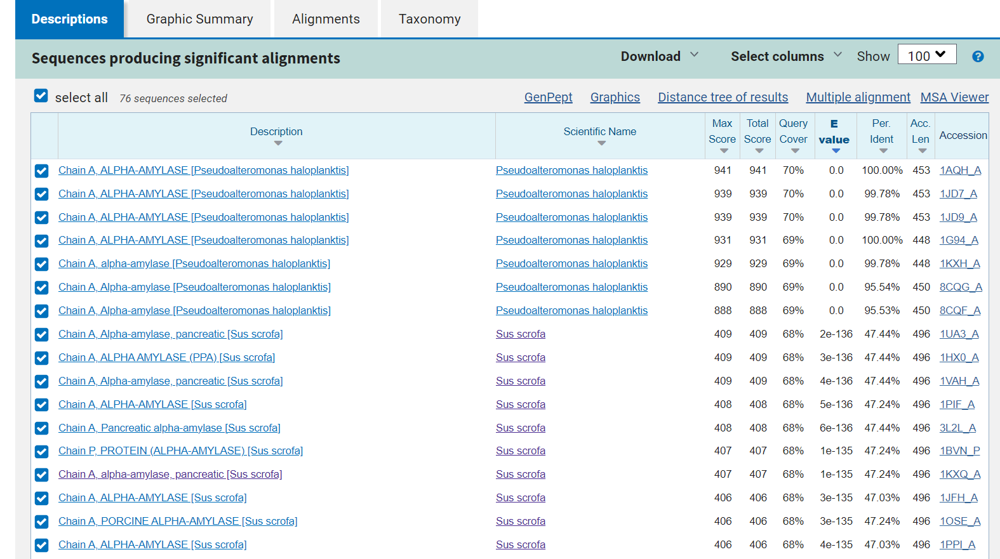 Descriptions Graphic Summary Alignments Taxonomy
Sequences producing significant alignments Download Select columns Show 100 ?
select all 76 sequences selected GenPept Graphics Distance tree of results Multiple alignment MSA Viewer
Description Scientific Name Max Score Total Score Query Cover E value Per. Ident Acc. Len Accession
Chain A, ALPHA-AMYLASE [Pseudoalteromonas haloplanktis] Pseudoalteromonas haloplanktis 941 941 70% 0.0 100.00% 453 1AQH_A
Chain A, ALPHA-AMYLASE [Pseudoalteromonas haloplanktis] Pseudoalteromonas haloplanktis 939 939 70% 0.0 99.78% 453 1JD7_A
Chain A, ALPHA-AMYLASE [Pseudoalteromonas haloplanktis] Pseudoalteromonas haloplanktis 939 939 70% 0.0 99.78% 453 1JD9_A
Chain A, ALPHA-AMYLASE [Pseudoalteromonas haloplanktis] Pseudoalteromonas haloplanktis 931 931 69% 0.0 100.00% 448 1G94_A
Chain A, alpha-amylase [Pseudoalteromonas haloplanktis] Pseudoalteromonas haloplanktis 929 929 69% 0.0 99.78% 448 1KXH_A
Chain A, Alpha-amylase [Pseudoalteromonas haloplanktis] Pseudoalteromonas haloplanktis 890 890 69% 0.0 95.54% 450 8CQG_A
Chain A, Alpha-amylase [Pseudoalteromonas haloplanktis] Pseudoalteromonas haloplanktis 888 888 69% 0.0 95.53% 450 8CQF_A
Chain A, Alpha-amylase, pancreatic [Sus scrofa] Sus scrofa 409 409 68% 2e-136 47.44% 496 1UA3_A
Chain A, ALPHA AMYLASE (PPA) [Sus scrofa] Sus scrofa 409 409 68% 3e-136 47.44% 496 1HX0_A
Chain A, Alpha-amylase, pancreatic [Sus scrofa] Sus scrofa 409 409 68% 4e-136 47.44% 496 1VAH_A
Chain A, ALPHA-AMYLASE [Sus scrofa] Sus scrofa 408 408 68% 5e-136 47.24% 496 1PIF_A
Chain A, Pancreatic alpha-amylase [Sus scrofa] Sus scrofa 408 408 68% 6e-136 47.44% 496 3L2L_A
Chain P, PROTEIN (ALPHA-AMYLASE) [Sus scrofa] Sus scrofa 407 407 68% 1e-135 47.24% 496 1BVN_P
Chain A, alpha-amylase, pancreatic [Sus scrofa] Sus scrofa 407 407 68% 1e-135 47.24% 496 1KXQ_A
Chain A, ALPHA-AMYLASE [Sus scrofa] Sus scrofa 406 406 68% 3e-135 47.03% 496 1JFH_A
Chain A, PORCINE ALPHA-AMYLASE [Sus scrofa] Sus scrofa 406 406 68% 3e-135 47.24% 496 1OSE_A
Chain A, ALPHA-AMYLASE [Sus scrofa] Sus scrofa 406 406 68% 4e-135 47.03% 496 1PPI_A